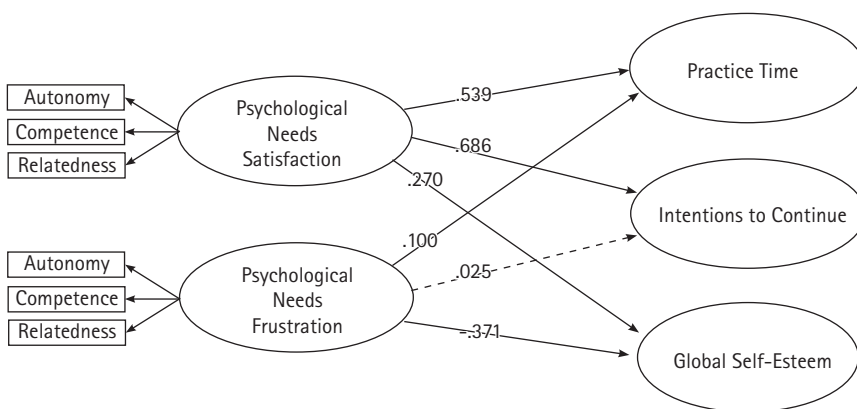 Autonomy
Competence
Relatedness
Psychological
Needs
Satisfaction
.539
.686
.270
Practice Time
Intentions to Continue
Autonomy
Competence
Relatedness
Psychological
Needs
Frustration
.100
.025
-.371
Global Self-Esteem